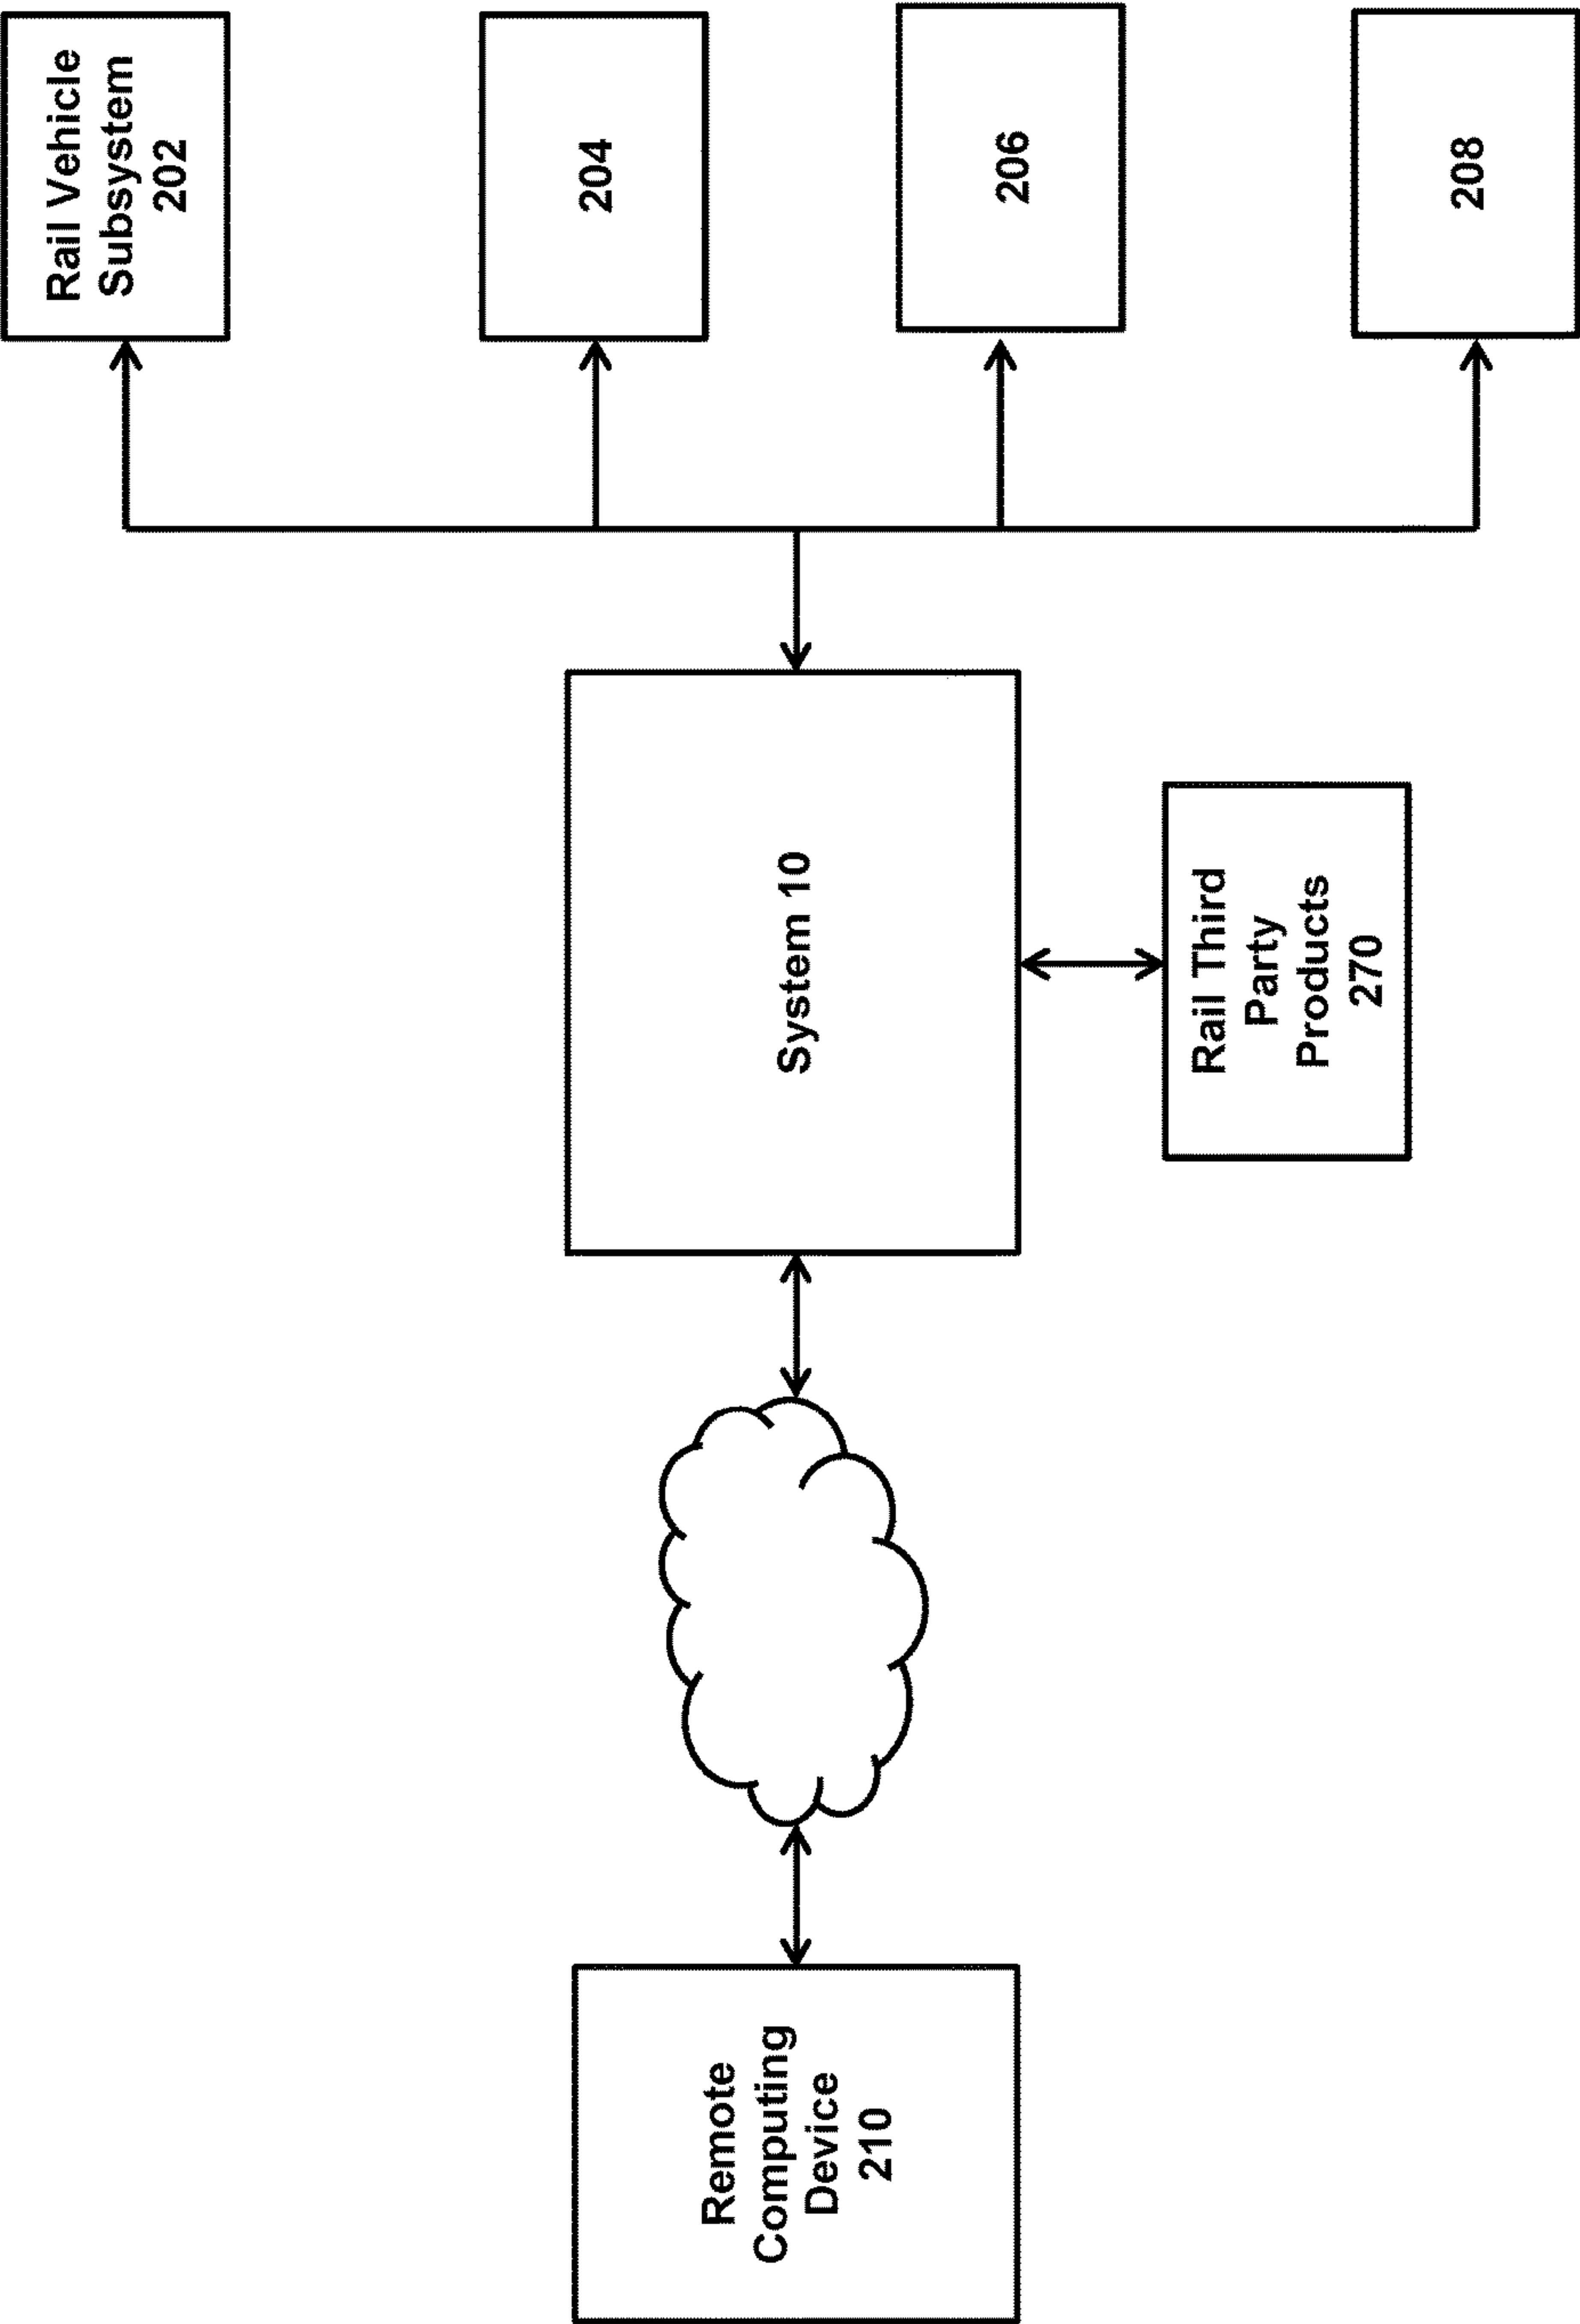 Rail Vehicle
Subsystem
202
204
206
208
System 10
Rail Third
Party
Products
270
Remote
Computing
Device
210